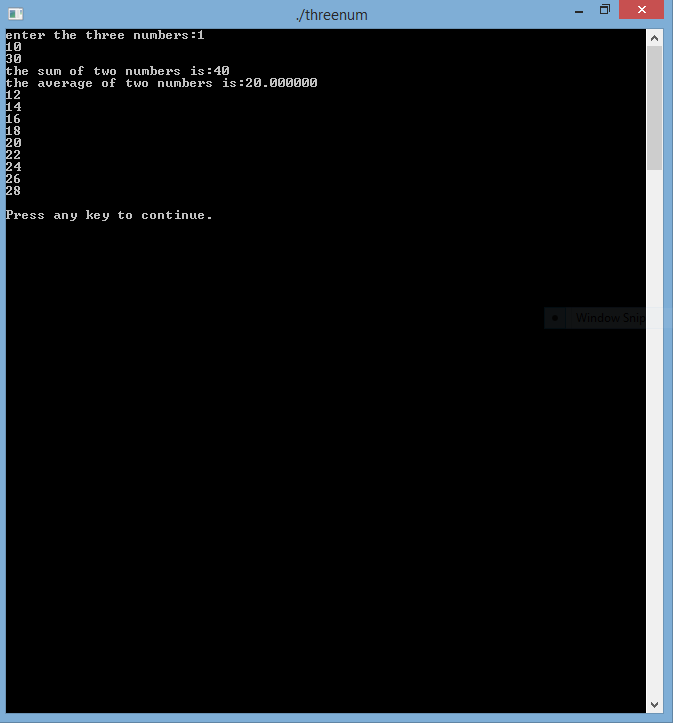 ./threenum
enter the three numbers:1
10
30
the sum of two numbers is:40
the average of two numbers is:20.000000
12
14
16
18
20
22
24
26
28
Press any key to continue.
Window Snip